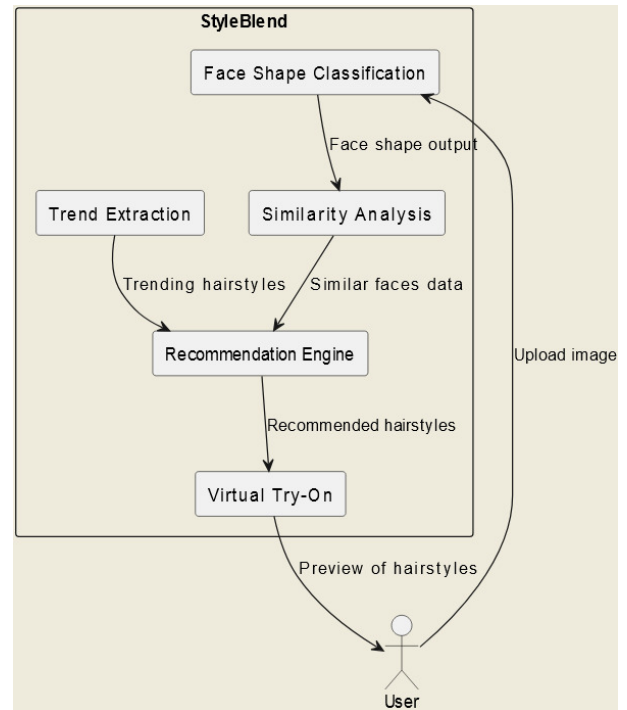 StyleBlend
Face Shape Classification
Face shape output
Trend Extraction
Similarity Analysis
Trending hairstyles
Similar faces data
Recommendation Engine
Upload image
Recommended hairstyles
Virtual Try-On
Preview of hairstyles
User